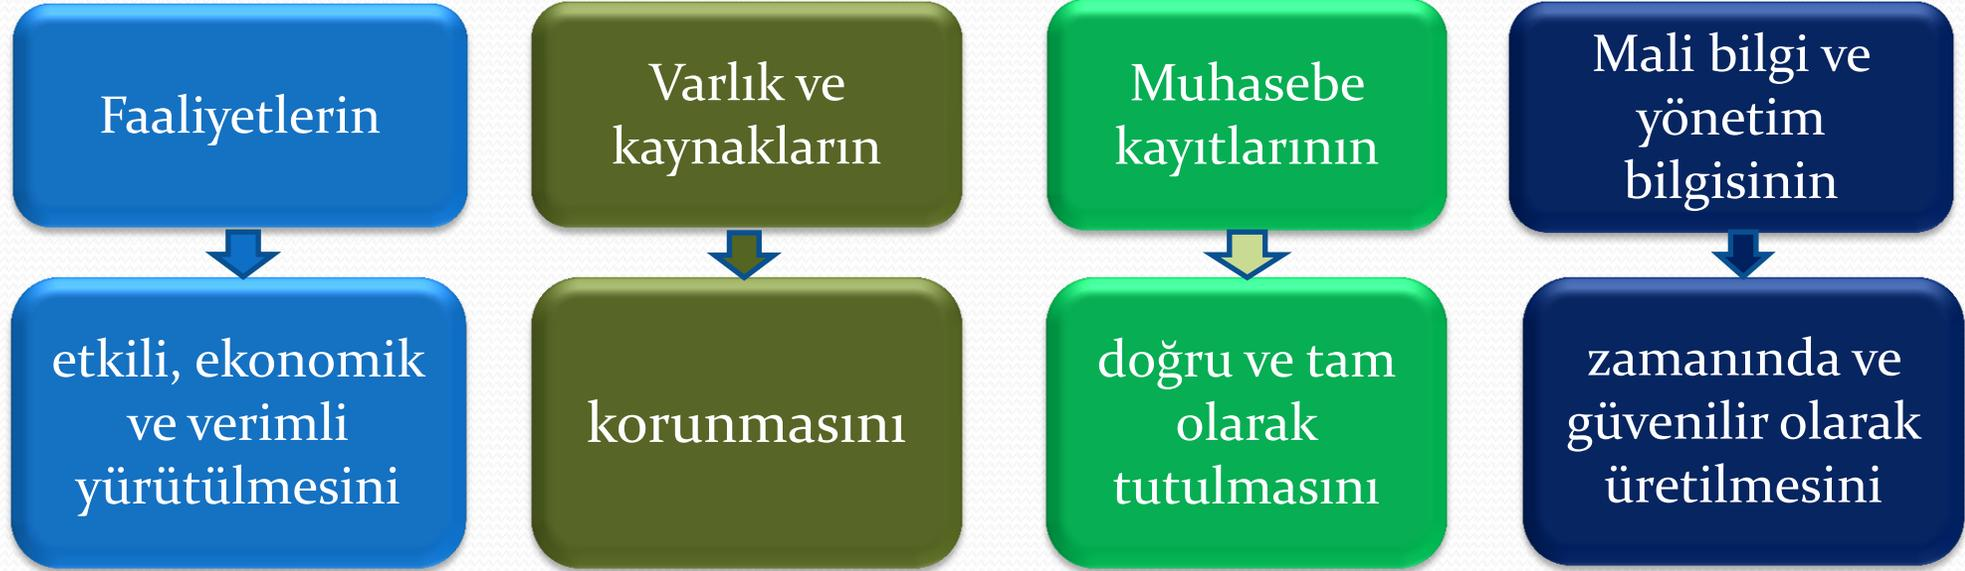 Faaliyetlerin
etkili, ekonomik
ve verimli
yürütülmesini
Varlık ve
kaynakların
korunmasını
Muhasebe
kayıtlarının
doğru ve tam
olarak
tutulmasını
Mali bilgi ve
yönetim
bilgisinin
zamanında ve
güvenilir olarak
üretilmesini